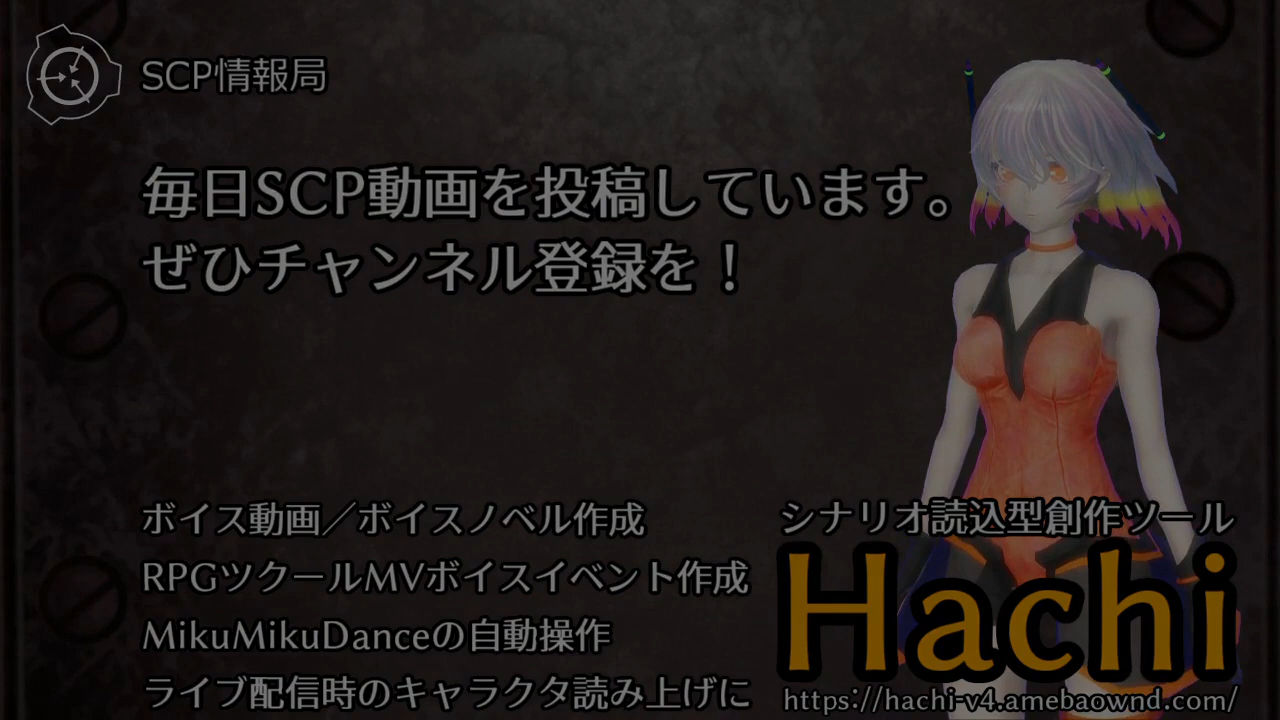 SCP情報局
毎日SCP動画を投稿しています。
ぜひチャンネル登録を！
ボイス動画／ボイスノベル作成
RPGツクールMVボイスイベント作成
MikuMikuDanceの自動操作
ライブ配信時のキャラクタ読み上げに
シナリオ読込型創作ツール
Hachi
https://hachi-v4.amebaownd.com/